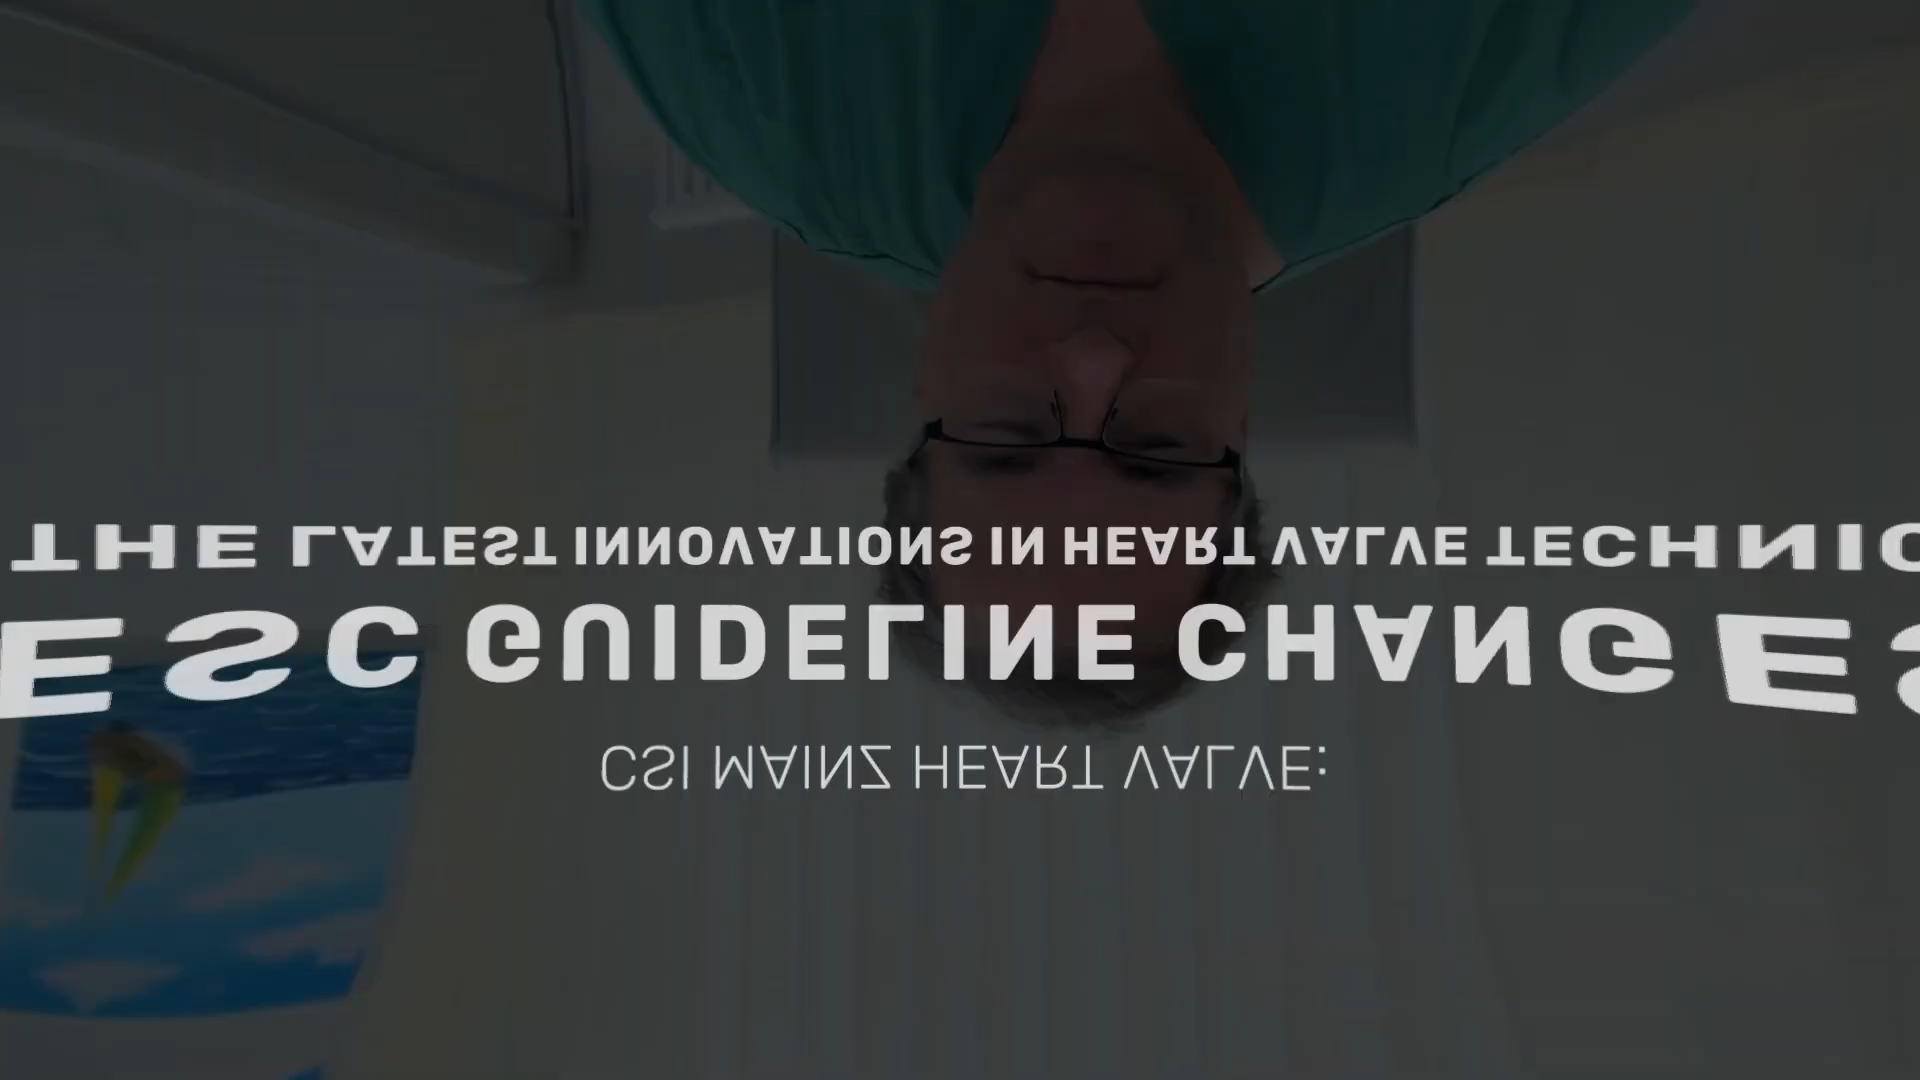 CSI MAINZ HEART VALVE:
ESC GUIDELINE CHANGES
THE LATEST INNOVATIONS IN HEART VALVE